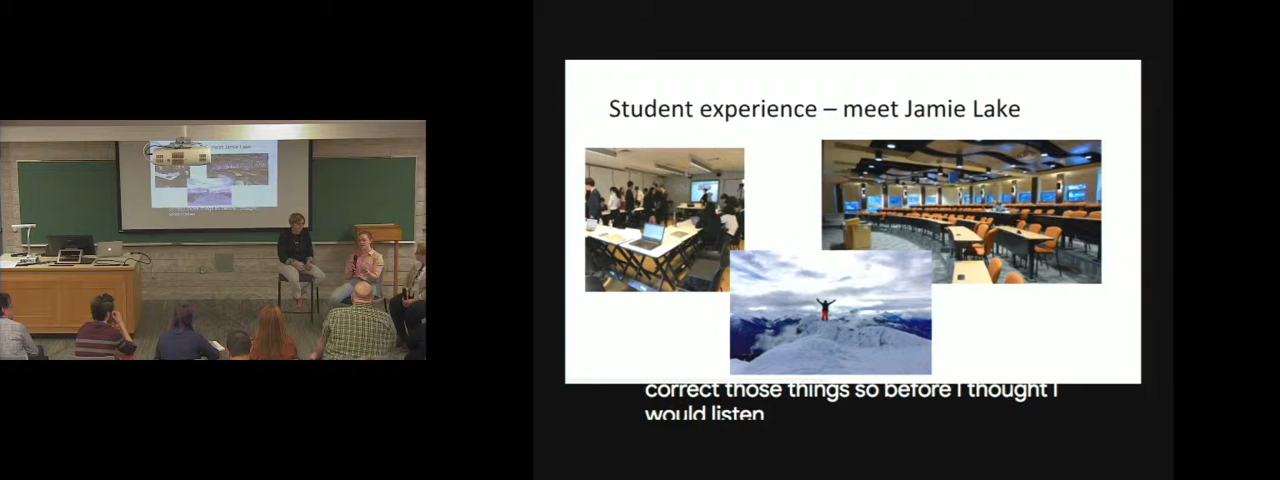 Student experience – meet Jamie Lake
correct those things so before I thought I
would listen